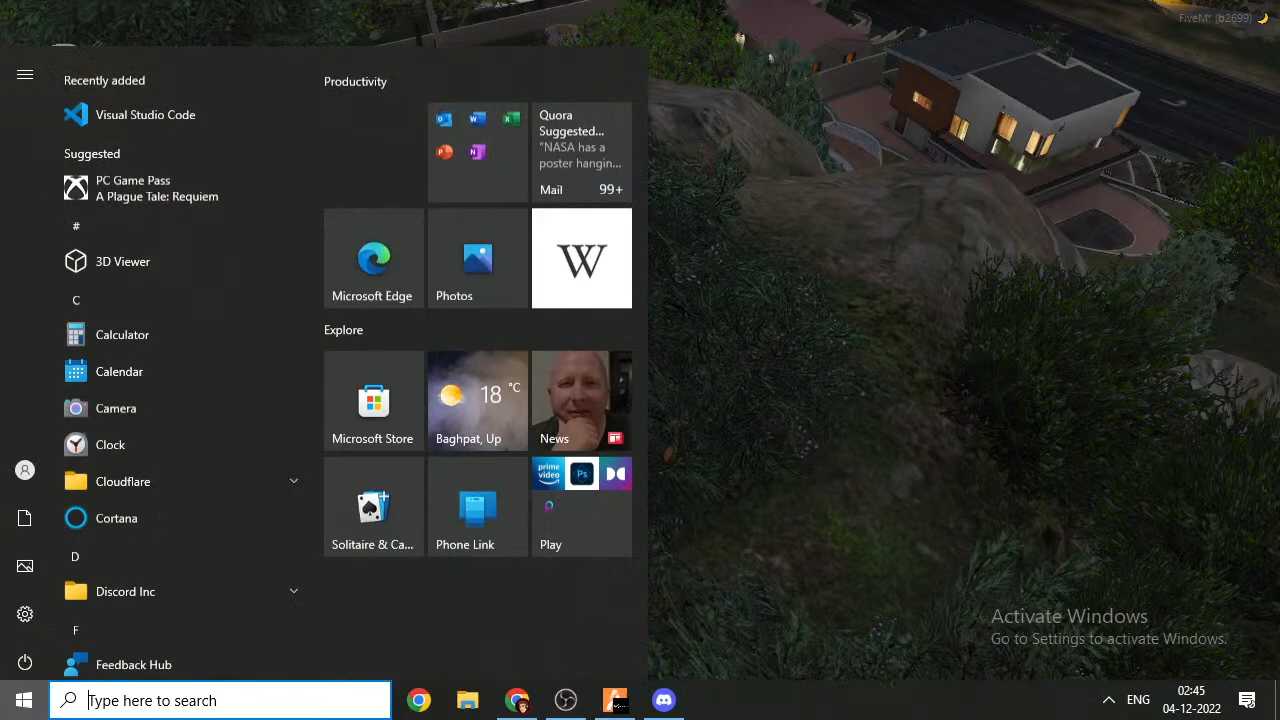 FiveM* (b2699)
Recently added
Visual Studio Code
Suggested
PC Game Pass
A Plague Tale: Requiem
#
3D Viewer
C
Calculator
Calendar
Camera
Clock
Cloudflare
Cortana
D
Discord Inc
F
Feedback Hub
Productivity
Quora
Suggested...
“NASA has a
poster hangin...
Mail 99+
Microsoft Edge
Photos
W
Explore
Microsoft Store
18 °C
Baghpat, Up
News
Solitaire & Ca...
Phone Link
prime video
Ps
Play
Activate Windows
Go to Settings to activate Windows.
Type here to search
ENG
02:45
04-12-2022